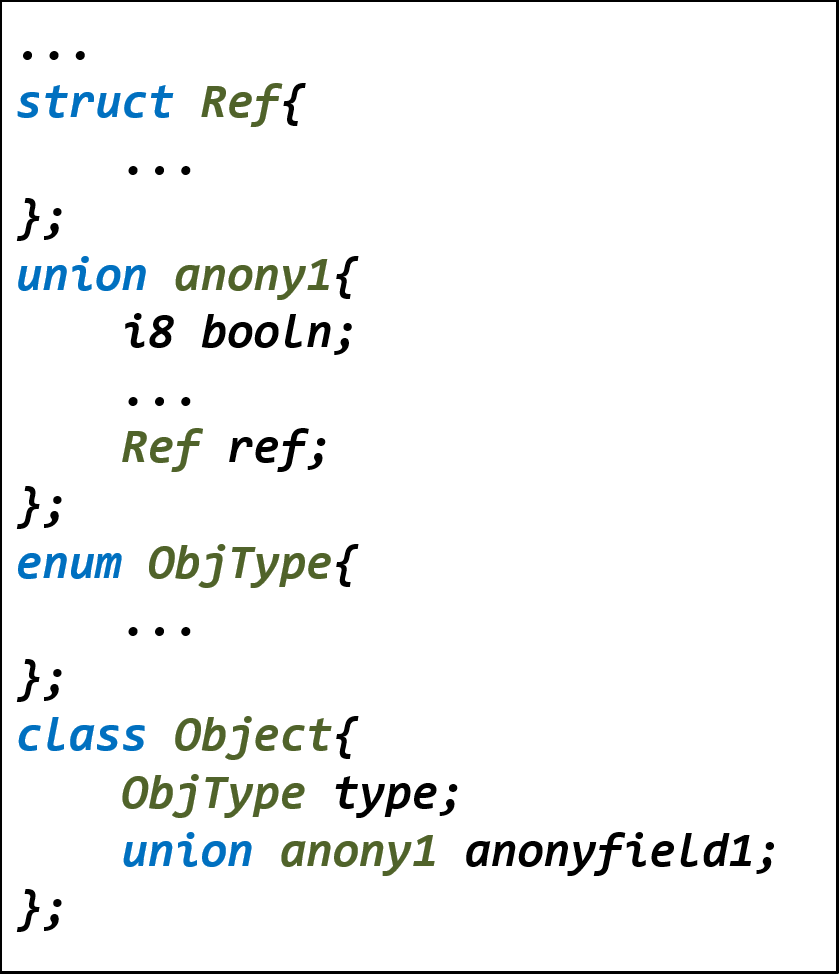 ...
struct Ref{
    ...
};
union anony1{
    i8 booln;
    ...
    Ref ref;
};
enum ObjType{
    ...
};
class Object{
    ObjType type;
    union anony1 anonyfield1;
};